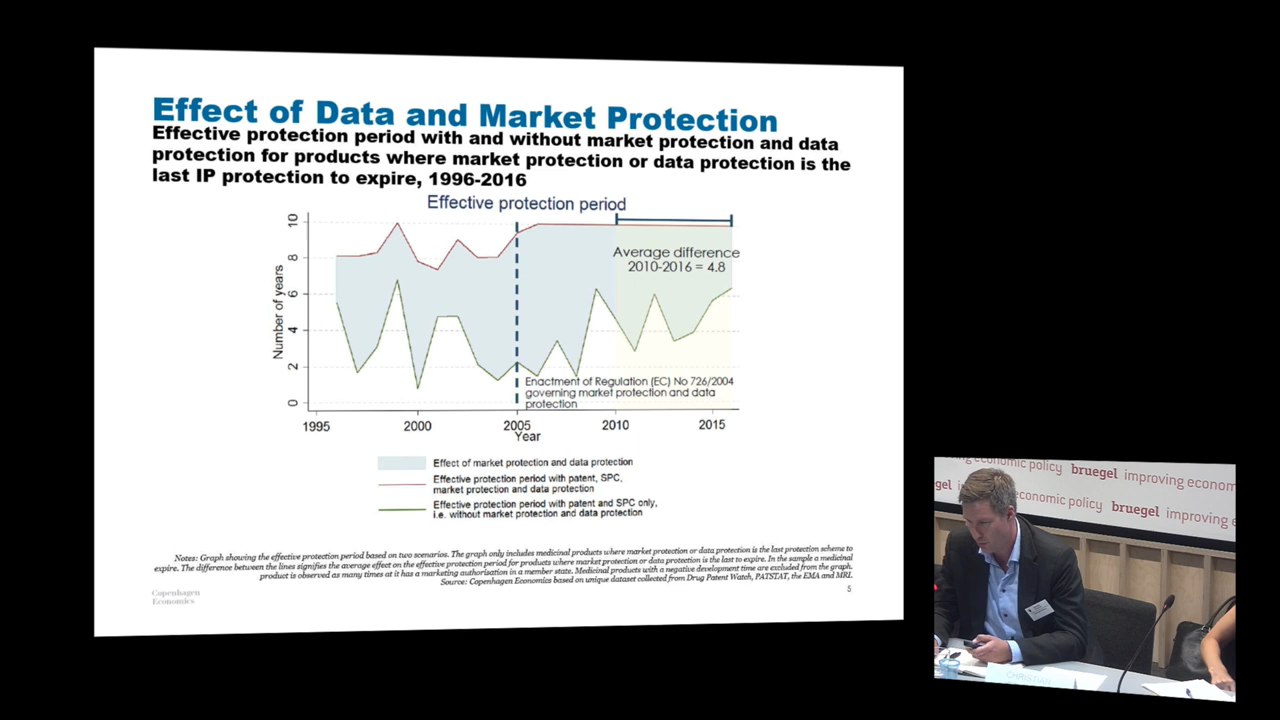 Effect of Data and Market Protection
Effective protection period with and without market protection and data
protection for products where market protection or data protection is the
last IP protection to expire, 1996-2016
Effective protection period
Number of years
10
8
6
4
2
0
Average difference
2010-2016 = 4.8
Enactment of Regulation (EC) No 726/2004
governing market protection and data
protection
1995
2000
2005
2010
2015
Year
Effect of market protection and data protection
Effective protection period with patent, SPC,
market protection and data protection
Effective protection period with patent and SPC only,
i.e. without market protection and data protection
Notes: Graph showing the effective protection period based on two scenarios. The graph only includes medicinal products where market protection or data protection is the last protection scheme to
expire. The difference between the lines signifies the average effect on the effective protection period for products where market protection or data protection is the last to expire. In the sample a medicinal
product is observed as many times at it has a marketing authorisation in a member state. Medicinal products with a negative development time are excluded from the graph.
Source: Copenhagen Economics based on unique dataset collected from Drug Patent Watch, PATSTAT, the EMA and MRI.
Copenhagen
Economics
5
economic policy bruegel improving econom
gel economic policy bruegel improving
CHRISTIAN